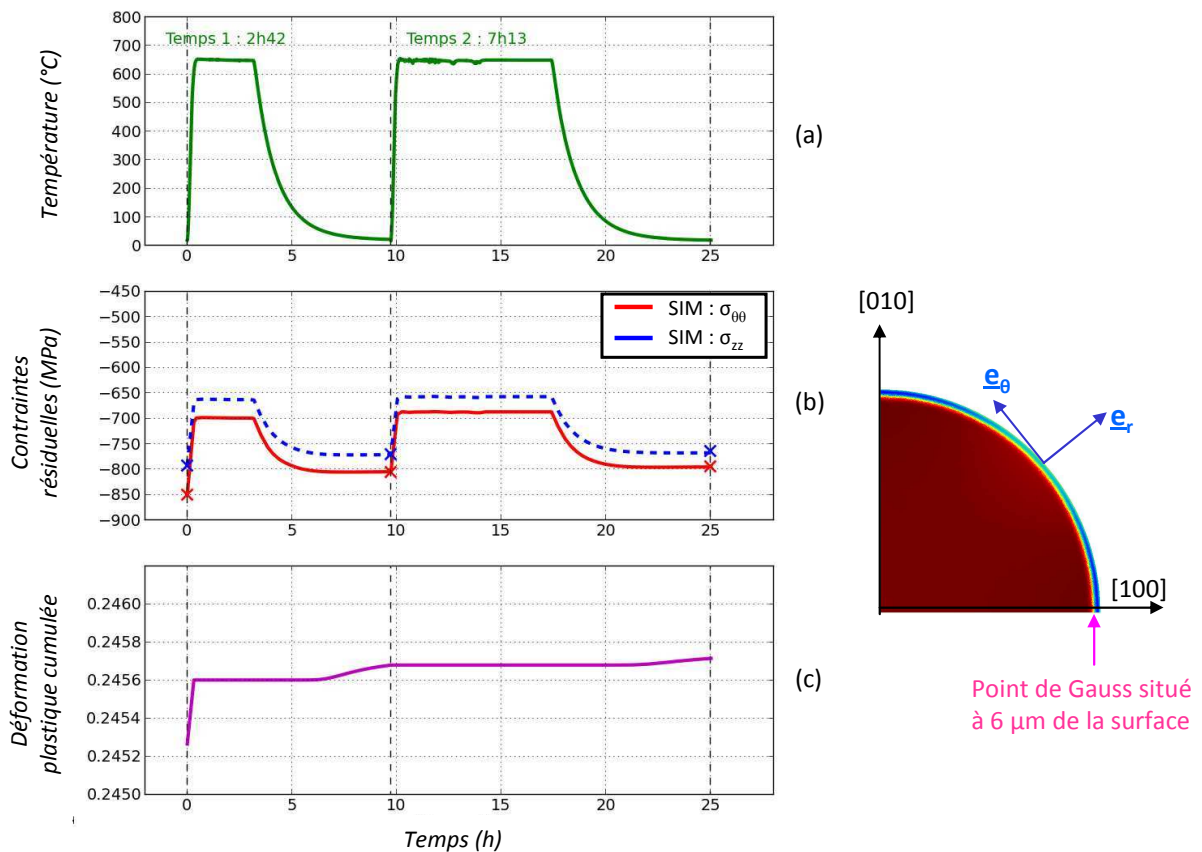 Température (°C)
800
700
600
500
400
300
200
100
0
Temps 1 : 2h42
Temps 2 : 7h13
0
5
10
15
20
25
(a)
Contraintes
résiduelles (MPa)
−450
−500
−550
−600
−650
−700
−750
−800
−850
−900
SIM : σθθ
SIM : σzz
0
5
10
15
20
25
(b)
[010]
eθ
er
[100]
Point de Gauss situé
à 6 μm de la surface
Déformation
plastique cumulée
0.2460
0.2458
0.2456
0.2454
0.2452
0.2450
0
5
10
15
20
25
(c)
Temps (h)